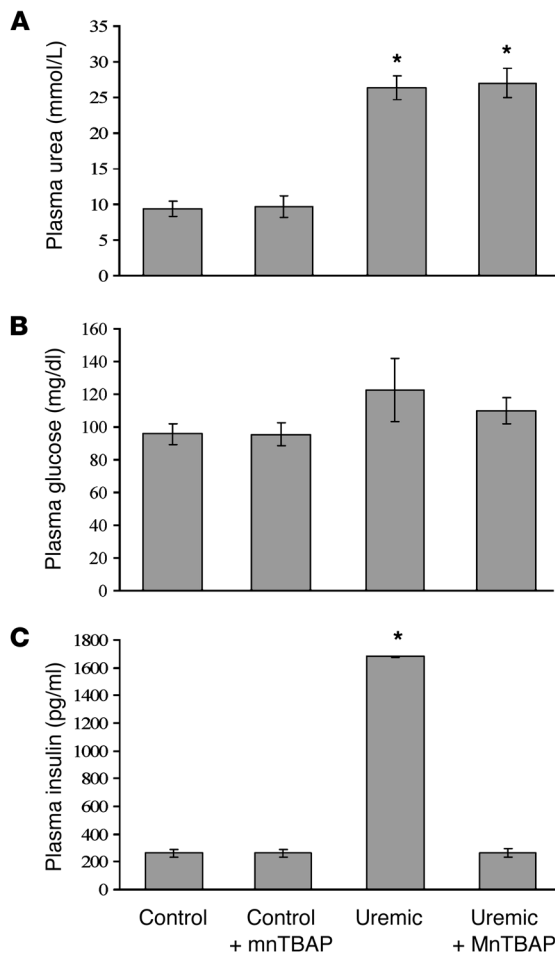 A
Plasma urea (mmol/L)
35
30
25
20
15
10
5
0
*
*
B
Plasma glucose (mg/dl)
160
140
120
100
80
60
40
20
0
C
Plasma insulin (pg/ml)
1800
1600
1400
1200
1000
800
600
400
200
0
*
Control
Control
+ mnTBAP
Uremic
Uremic
+ MnTBAP